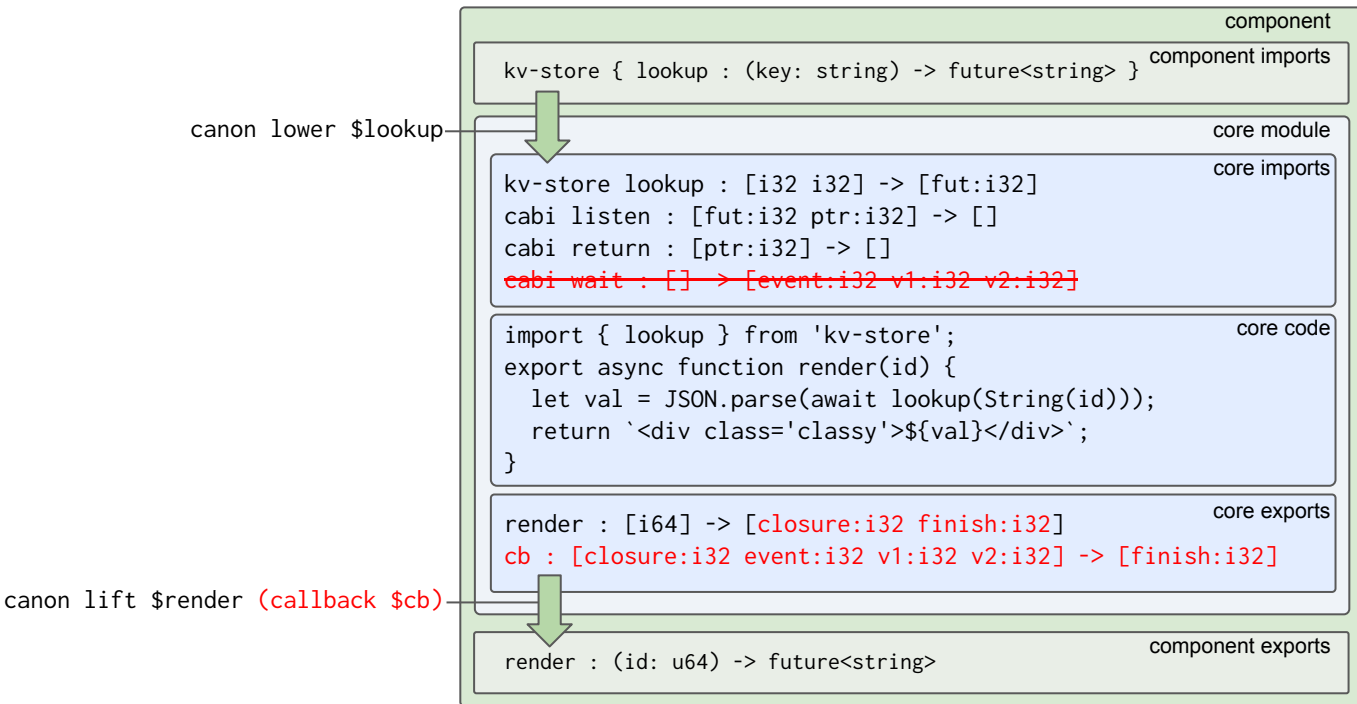 component
component imports
kv-store { lookup : (key: string) -> future<string> }
canon lower $lookup
core module
core imports
kv-store lookup : [i32 i32] -> [fut:i32]
cabi listen : [fut:i32 ptr:i32] -> []
cabi return : [ptr:i32] -> []
cabi wait : [] -> [event:i32 v1:i32 v2:i32]
core code
import { lookup } from 'kv-store';
export async function render(id) {
  let val = JSON.parse(await lookup(String(id)));
  return `<div class='classy'>${val}</div>`;
}
core exports
render : [i64] -> [closure:i32 finish:i32]
cb : [closure:i32 event:i32 v1:i32 v2:i32] -> [finish:i32]
canon lift $render (callback $cb)
component exports
render : (id: u64) -> future<string>